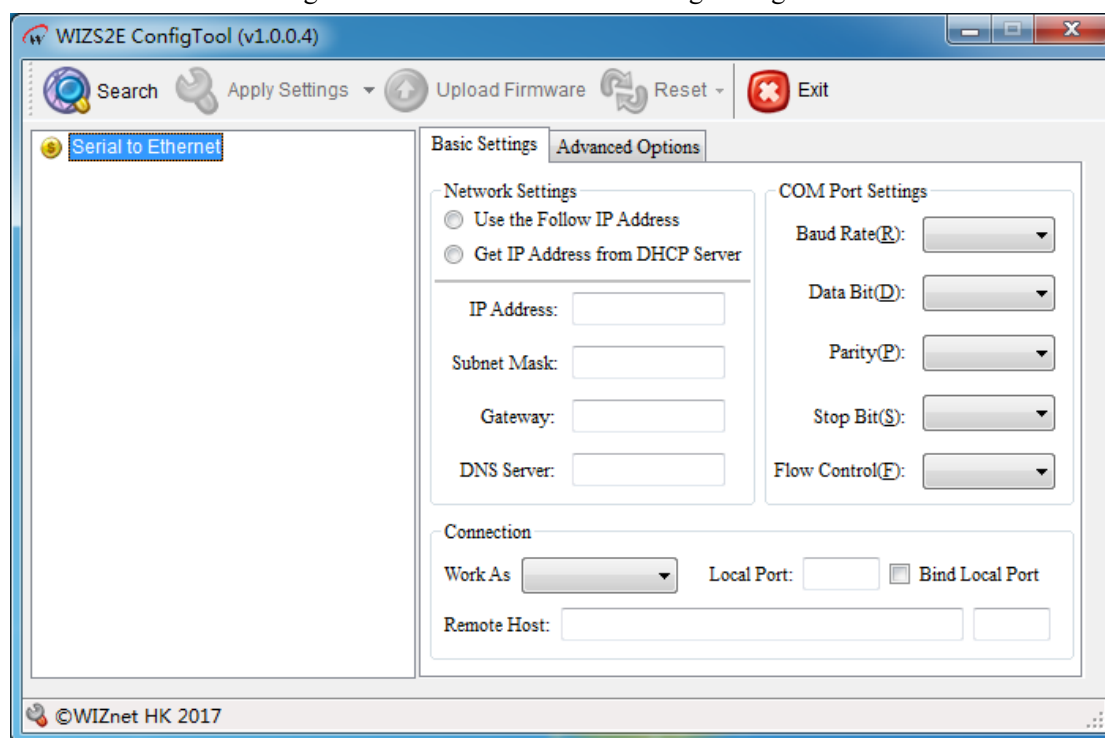 WIZS2E ConfigTool (v1.0.0.4)
Search Apply Settings Upload Firmware Reset Exit
Serial to Ethernet
Basic Settings Advanced Options
Network Settings
Use the Follow IP Address
Get IP Address from DHCP Server
IP Address:
Subnet Mask:
Gateway:
DNS Server:
COM Port Settings
Baud Rate(R):
Data Bit(D):
Parity(P):
Stop Bit(S):
Flow Control(F):
Connection
Work As Local Port: Bind Local Port
Remote Host:
©WIZnet HK 2017